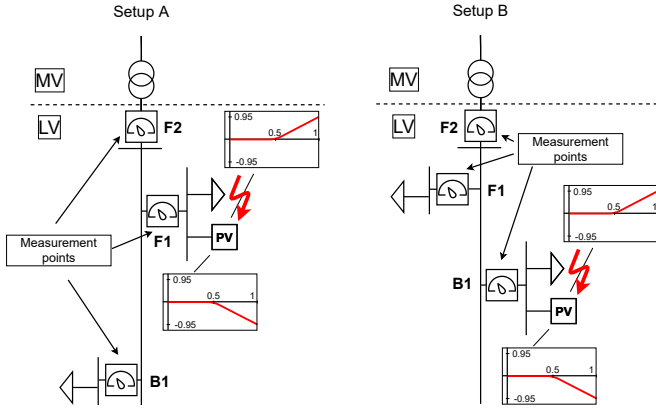 Setup A
MV
LV
F2
0.95
0.5
1
-0.95
F1
PV
Measurement
points
0.95
0.5
1
-0.95
B1
Setup B
MV
LV
F2
Measurement
points
F1
0.95
0.5
1
-0.95
B1
PV
0.95
0.5
1
-0.95